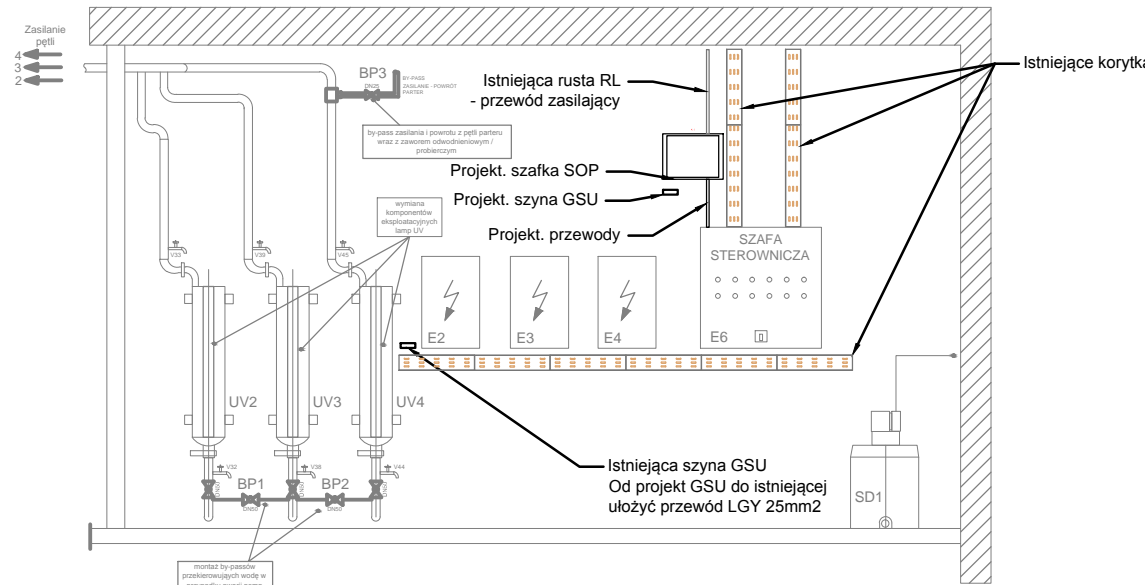 Zasilanie
pętli
4
3
2
BP3
DN25
BY-PASS
ZASILANIE - POWRÓT
PARTER
by-pass zasilania i powrotu z pętli parteru
wraz z zaworem odwodnieniowym /
probierczym
Istniejąca rusta RL
- przewód zasilający
Istniejące korytka
Projekt. szafka SOP
Projekt. szyna GSU
Projekt. przewody
wymiana
komponentów
eksploatacyjnych
lamp UV
V33
V39
V45
SZAFA
STEROWNICZA
E2
E3
E4
E6
UV2
UV3
UV4
V32
V38
V44
DN50
BP1
DN50
DN50
BP2
DN50
DN50
Istniejąca szyna GSU
Od projekt GSU do istniejącej
ułożyć przewód LGY 25mm2
SD1
montaż by-passów
przekierowujących wodę w